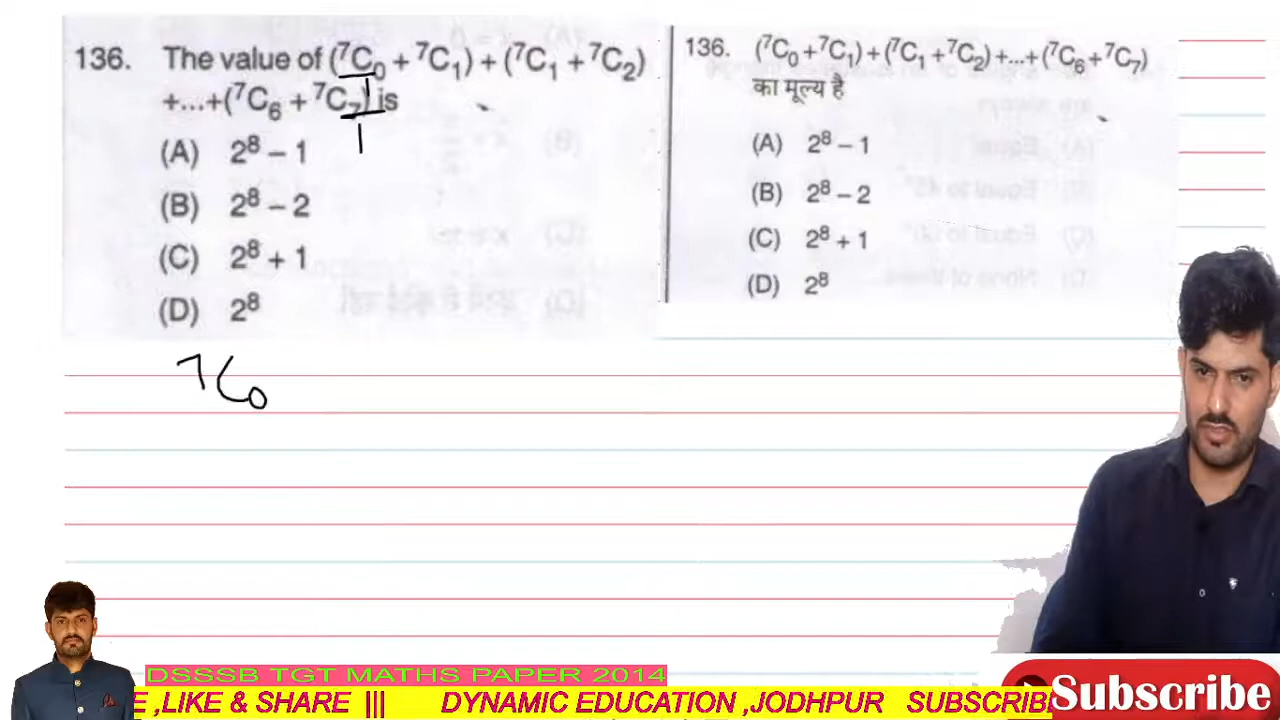 136. The value of (⁷C₀ + ⁷C₁) + (⁷C₁ + ⁷C₂)
+...+(⁷C₆ + ⁷C₇) is
1
1
(A) 2⁸ – 1
(B) 2⁸ – 2
(C) 2⁸ + 1
(D) 2⁸
⁷C₀
136. (⁷C₀ +⁷C₁)+(⁷C₁ +⁷C₂)+...+(⁷C₆+⁷C₇)
का मूल्य है
(A) 2⁸ – 1
(B) 2⁸ – 2
(C) 2⁸ + 1
(D) 2⁸
DSSSB TGT MATHS PAPER 2014
E ,LIKE & SHARE ||| DYNAMIC EDUCATION ,JODHPUR SUBSCRIBE
Subscribe